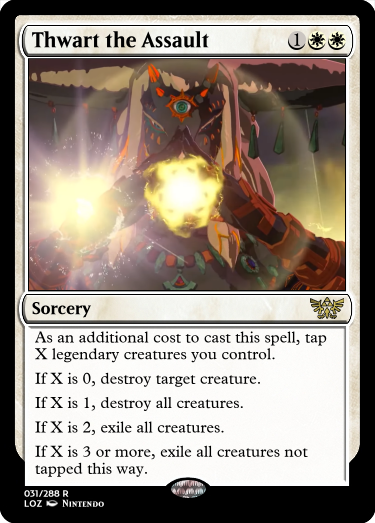 Thwart the Assault 1
Sorcery
As an additional cost to cast this spell, tap
X legendary creatures you control.
If X is 0, destroy target creature.
If X is 1, destroy all creatures.
If X is 2, exile all creatures.
If X is 3 or more, exile all creatures not
tapped this way.
031/288 R
LOZ Nintendo